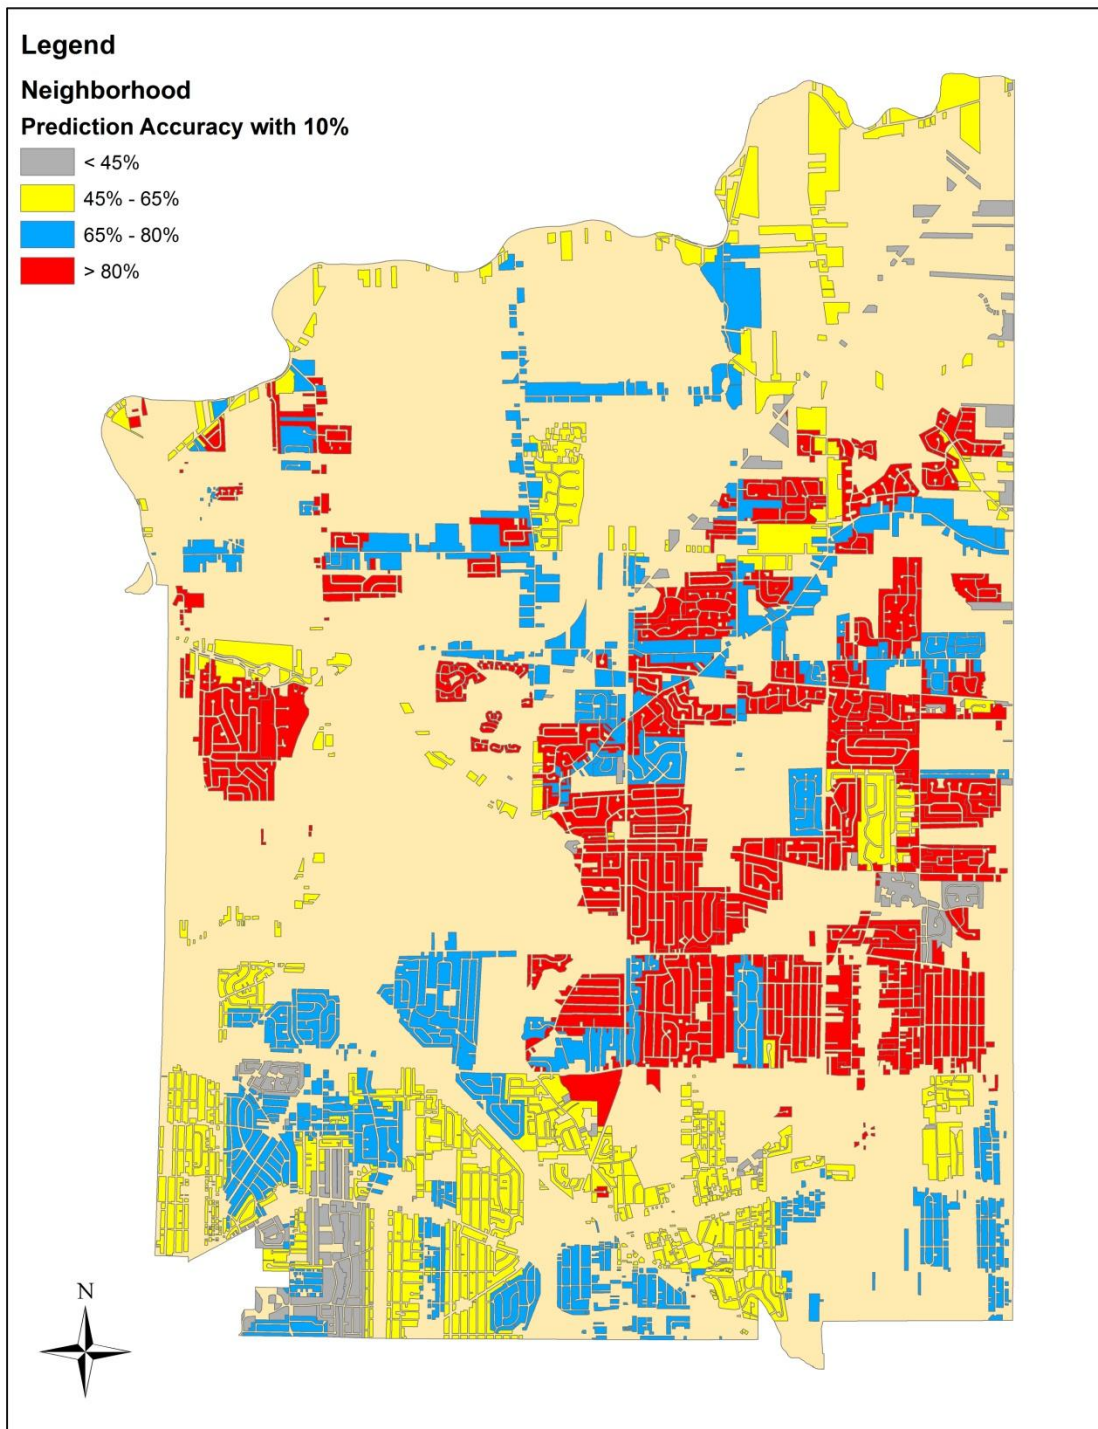 Legend
Neighborhood
Prediction Accuracy with 10%
< 45%
45% - 65%
65% - 80%
> 80%
N